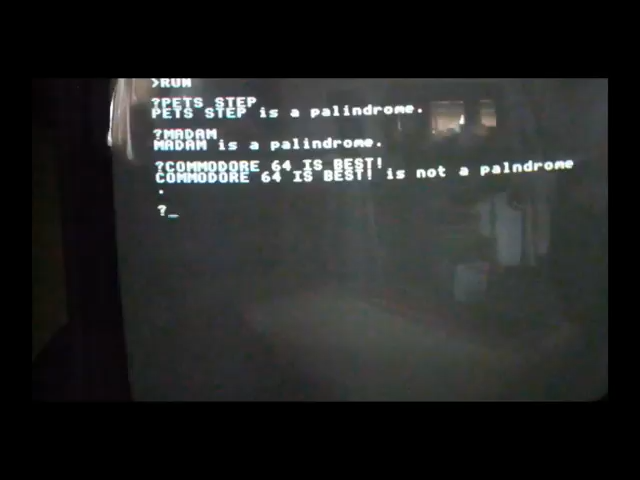 >RUN
?PETS STEP
PETS STEP is a palindrome.
?MADAM
MADAM is a palindrome.
?COMMODORE 64 IS BEST!
COMMODORE 64 IS BEST! is not a palndrome
.
?_